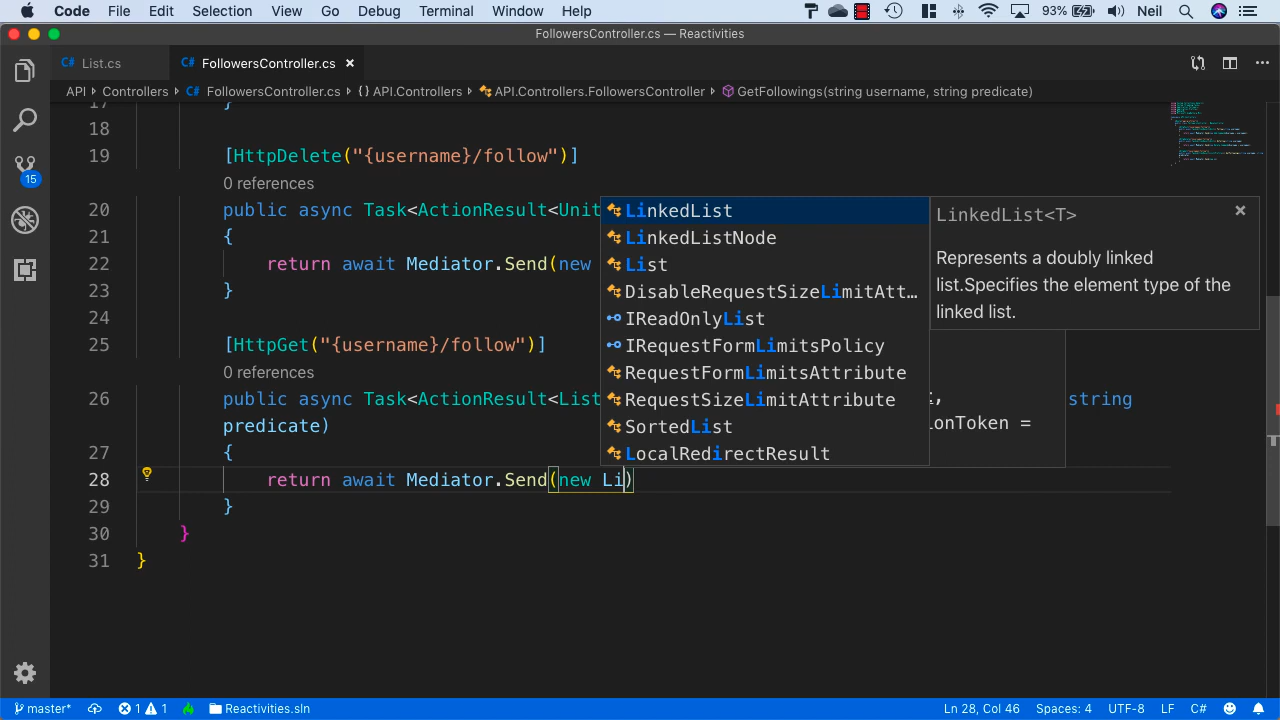 Code File Edit Selection View Go Debug Terminal Window Help 93% Neil
FollowersController.cs — Reactivities
C# List.cs C# FollowersController.cs ×
API Controllers C# FollowersController.cs {} API.Controllers API.Controllers.FollowersController GetFollowings(string username, string predicate)
17 }
18
19 [HttpDelete("{username}/follow")]
0 references
20 public async Task<ActionResult<Unit
21 {
22 return await Mediator.Send(new
23 }
24
25 [HttpGet("{username}/follow")]
0 references
26 public async Task<ActionResult<List string
predicate)
27 {
28 return await Mediator.Send(new Li)
29 }
30 }
31 }
LinkedList
LinkedListNode
List
DisableRequestSizeLimitAtt...
IReadOnlyList
IRequestFormLimitsPolicy
RequestFormLimitsAttribute
RequestSizeLimitAttribute
SortedList
LocalRedirectResult
LinkedList<T> ×
Represents a doubly linked
list.Specifies the element type of the
linked list.
ionToken =
15
master* 1 1 Reactivities.sln Ln 28, Col 46 Spaces: 4 UTF-8 LF C#